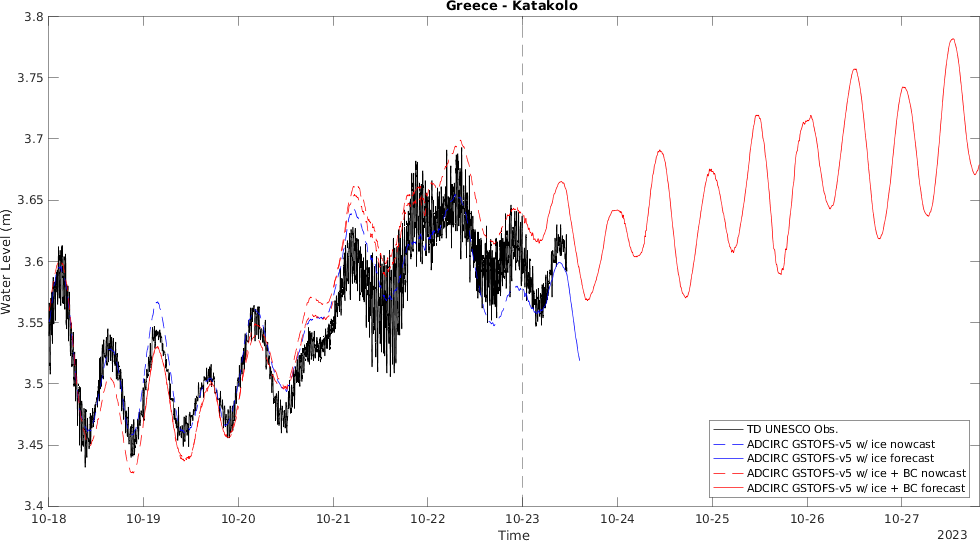 Greece - Katakolo
3.8
3.75
3.7
3.65
3.6
3.55
3.5
3.45
3.4
Water Level (m)
10-18 10-19 10-20 10-21 10-22 10-23 10-24 10-25 10-26 10-27
Time
2023
TD UNESCO Obs.
ADCIRC GSTOFS-v5 w/ ice nowcast
ADCIRC GSTOFS-v5 w/ ice forecast
ADCIRC GSTOFS-v5 w/ ice + BC nowcast
ADCIRC GSTOFS-v5 w/ ice + BC forecast